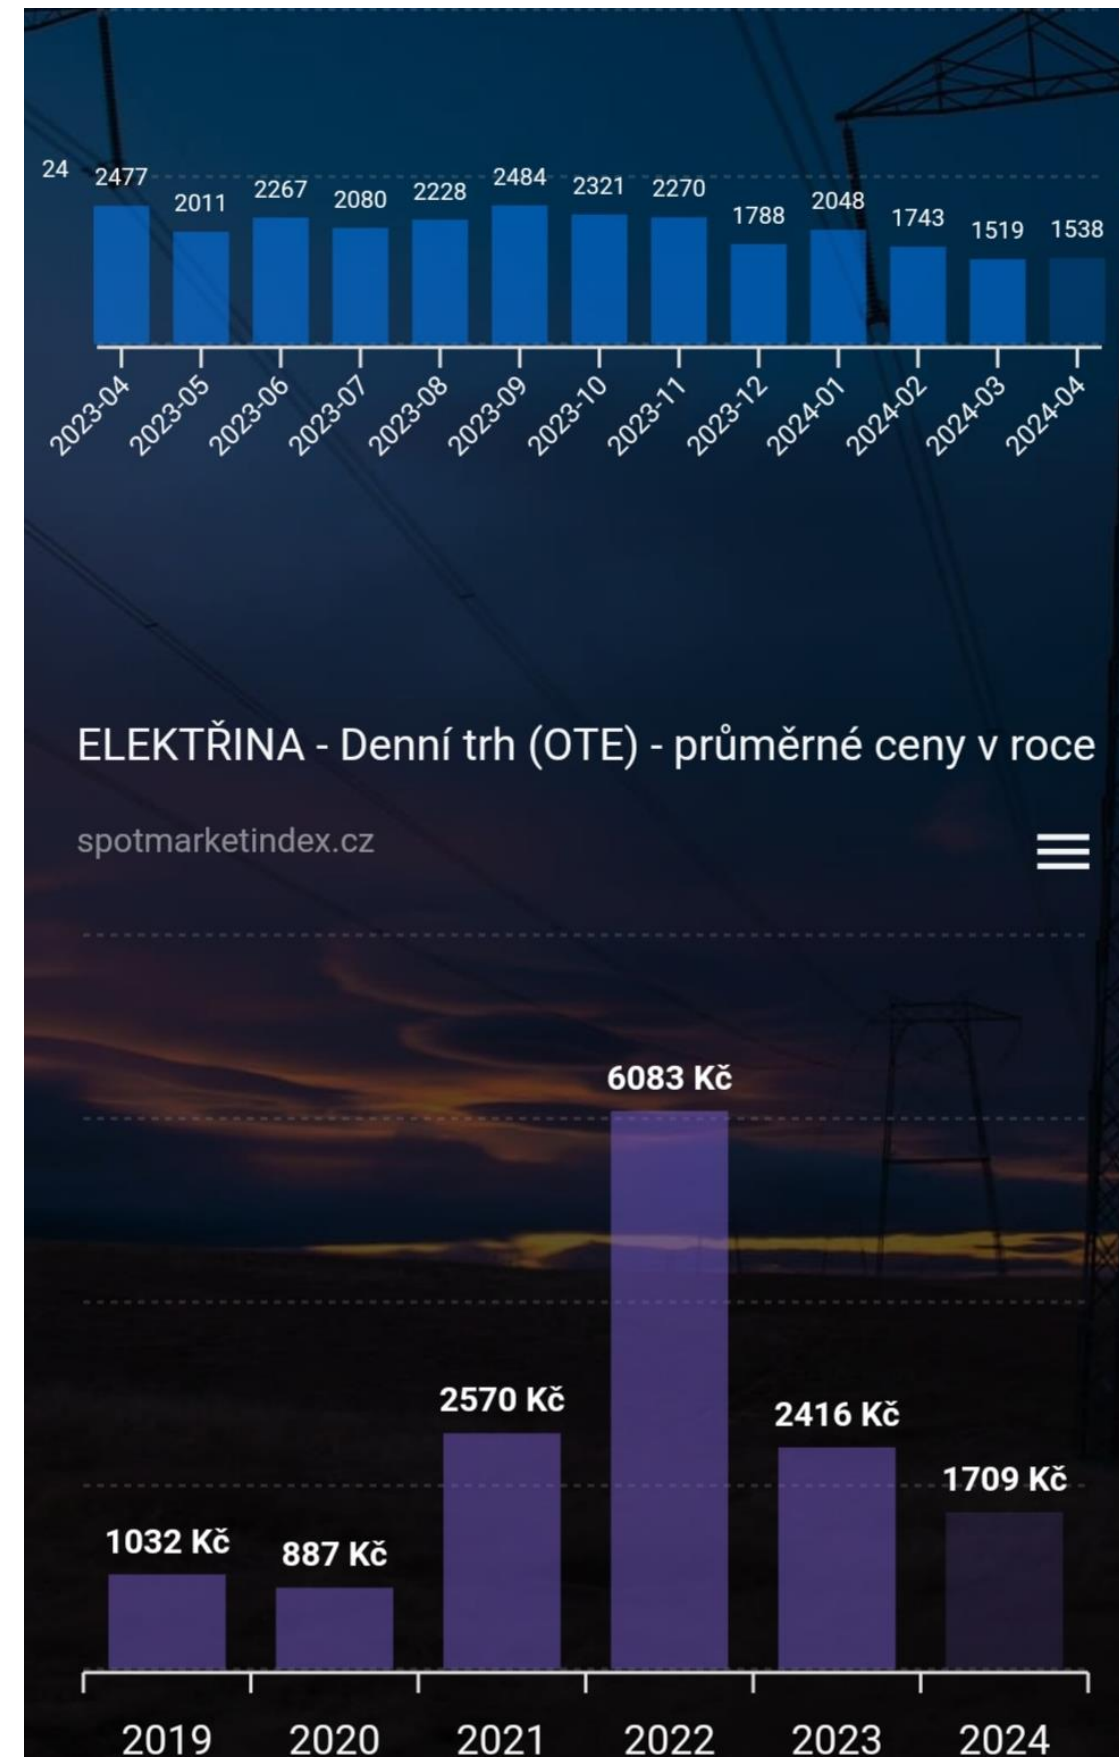 24
2477 2011 2267 2080 2228 2484 2321 2270 1788 2048 1743 1519 1538
2023-04 2023-05 2023-06 2023-07 2023-08 2023-09 2023-10 2023-11 2023-12 2024-01 2024-02 2024-03 2024-04
ELEKTŘINA - Denní trh (OTE) - průměrné ceny v roce
spotmarketindex.cz
1032 Kč 887 Kč 2570 Kč 6083 Kč 2416 Kč 1709 Kč
2019 2020 2021 2022 2023 2024